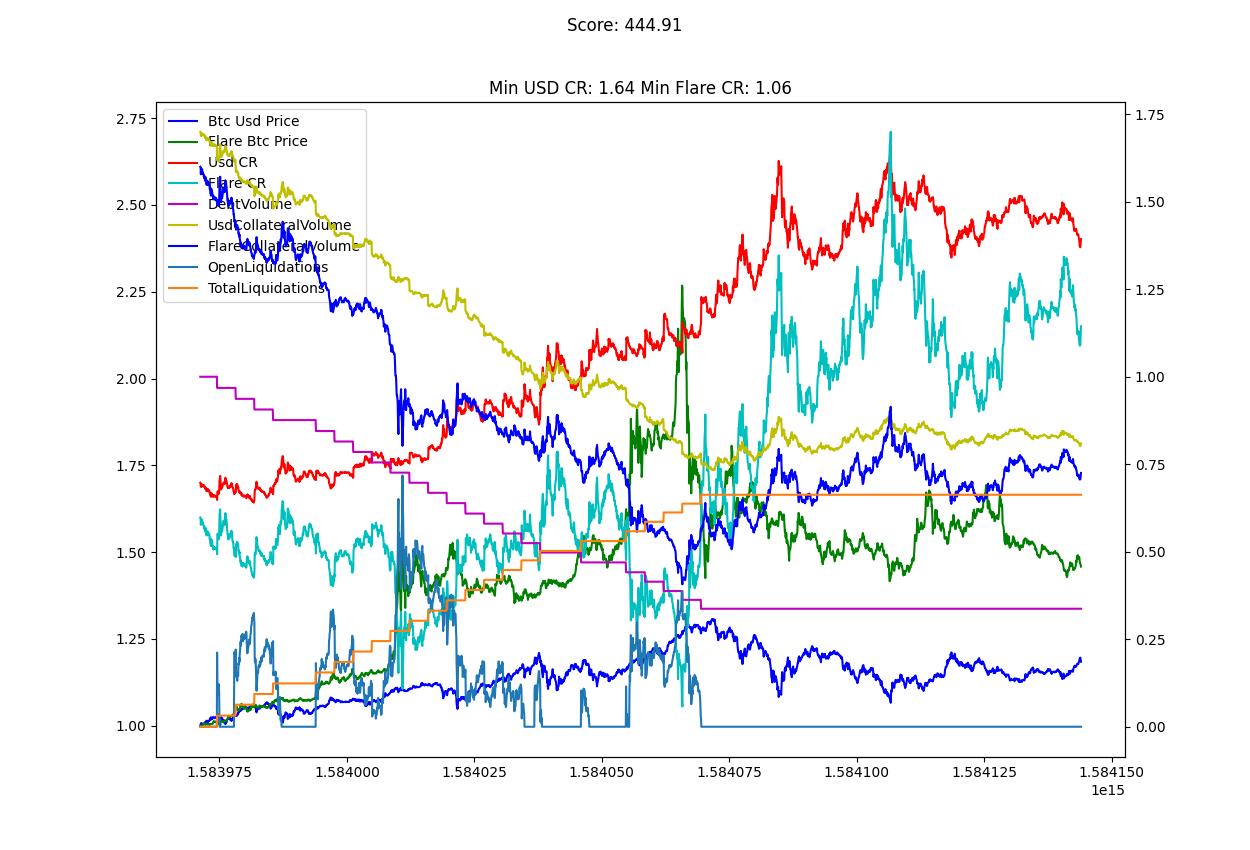 Score: 444.91
Min USD CR: 1.64 Min Flare CR: 1.06
Btc Usd Price
Flare Btc Price
Usd CR
Flare CR
DebtVolume
UsdCollateralVolume
FlareCollateralVolume
OpenLiquidations
TotalLiquidations
2.75
2.50
2.25
2.00
1.75
1.50
1.25
1.00
1.75
1.50
1.25
1.00
0.75
0.50
0.25
0.00
1.583975 1.584000 1.584025 1.584050 1.584075 1.584100 1.584125 1.584150
1e15